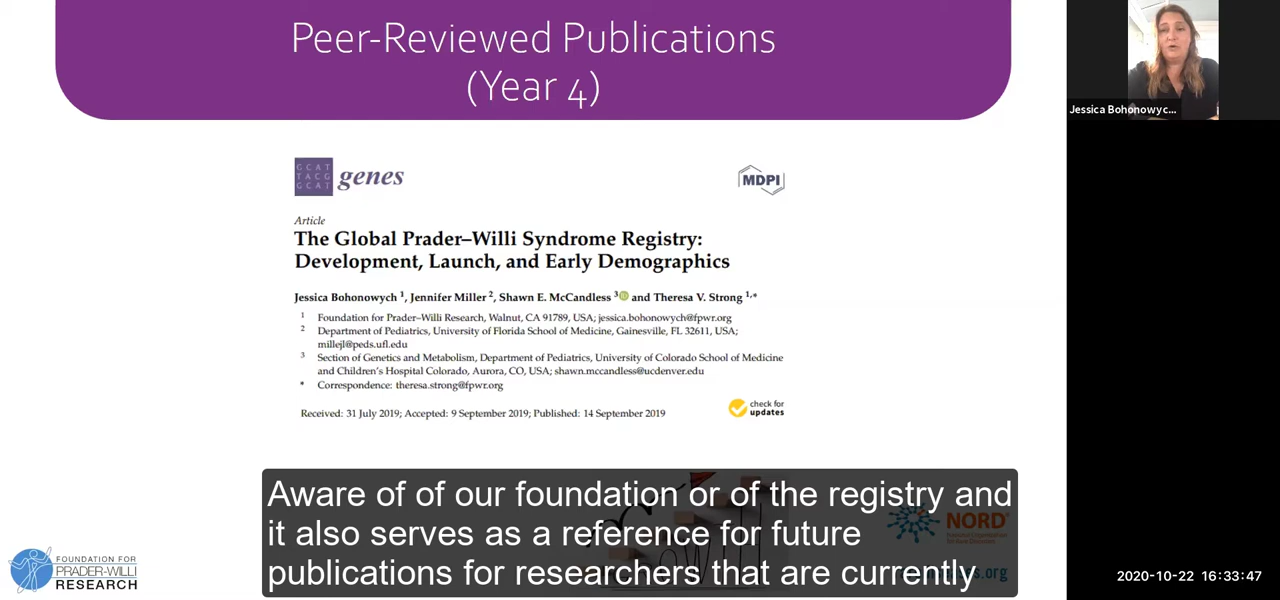 Peer-Reviewed Publications
(Year 4)
Jessica Bohonowyc...
GCAT
TACG
GCAT
genes
MDPI
Article
The Global Prader–Willi Syndrome Registry:
Development, Launch, and Early Demographics
Jessica Bohonowych 1, Jennifer Miller 2, Shawn E. McCandless 3 and Theresa V. Strong 1,*
1 Foundation for Prader–Willi Research, Walnut, CA 91789, USA; jessica.bohonowych@fpwr.org
2 Department of Pediatrics, University of Florida School of Medicine, Gainesville, FL 32611, USA;
millejl@peds.ufl.edu
3 Section of Genetics and Metabolism, Department of Pediatrics, University of Colorado School of Medicine
and Children's Hospital Colorado, Aurora, CO, USA; shawn.mccandless@ucdenver.edu
* Correspondence: theresa.strong@fpwr.org
Received: 31 July 2019; Accepted: 9 September 2019; Published: 14 September 2019
check for
updates
Aware of of our foundation or of the registry and
it also serves as a reference for future
publications for researchers that are currently
NORD
FOUNDATION FOR
PRADER-WILLI
RESEARCH
2020-10-22 16:33:47